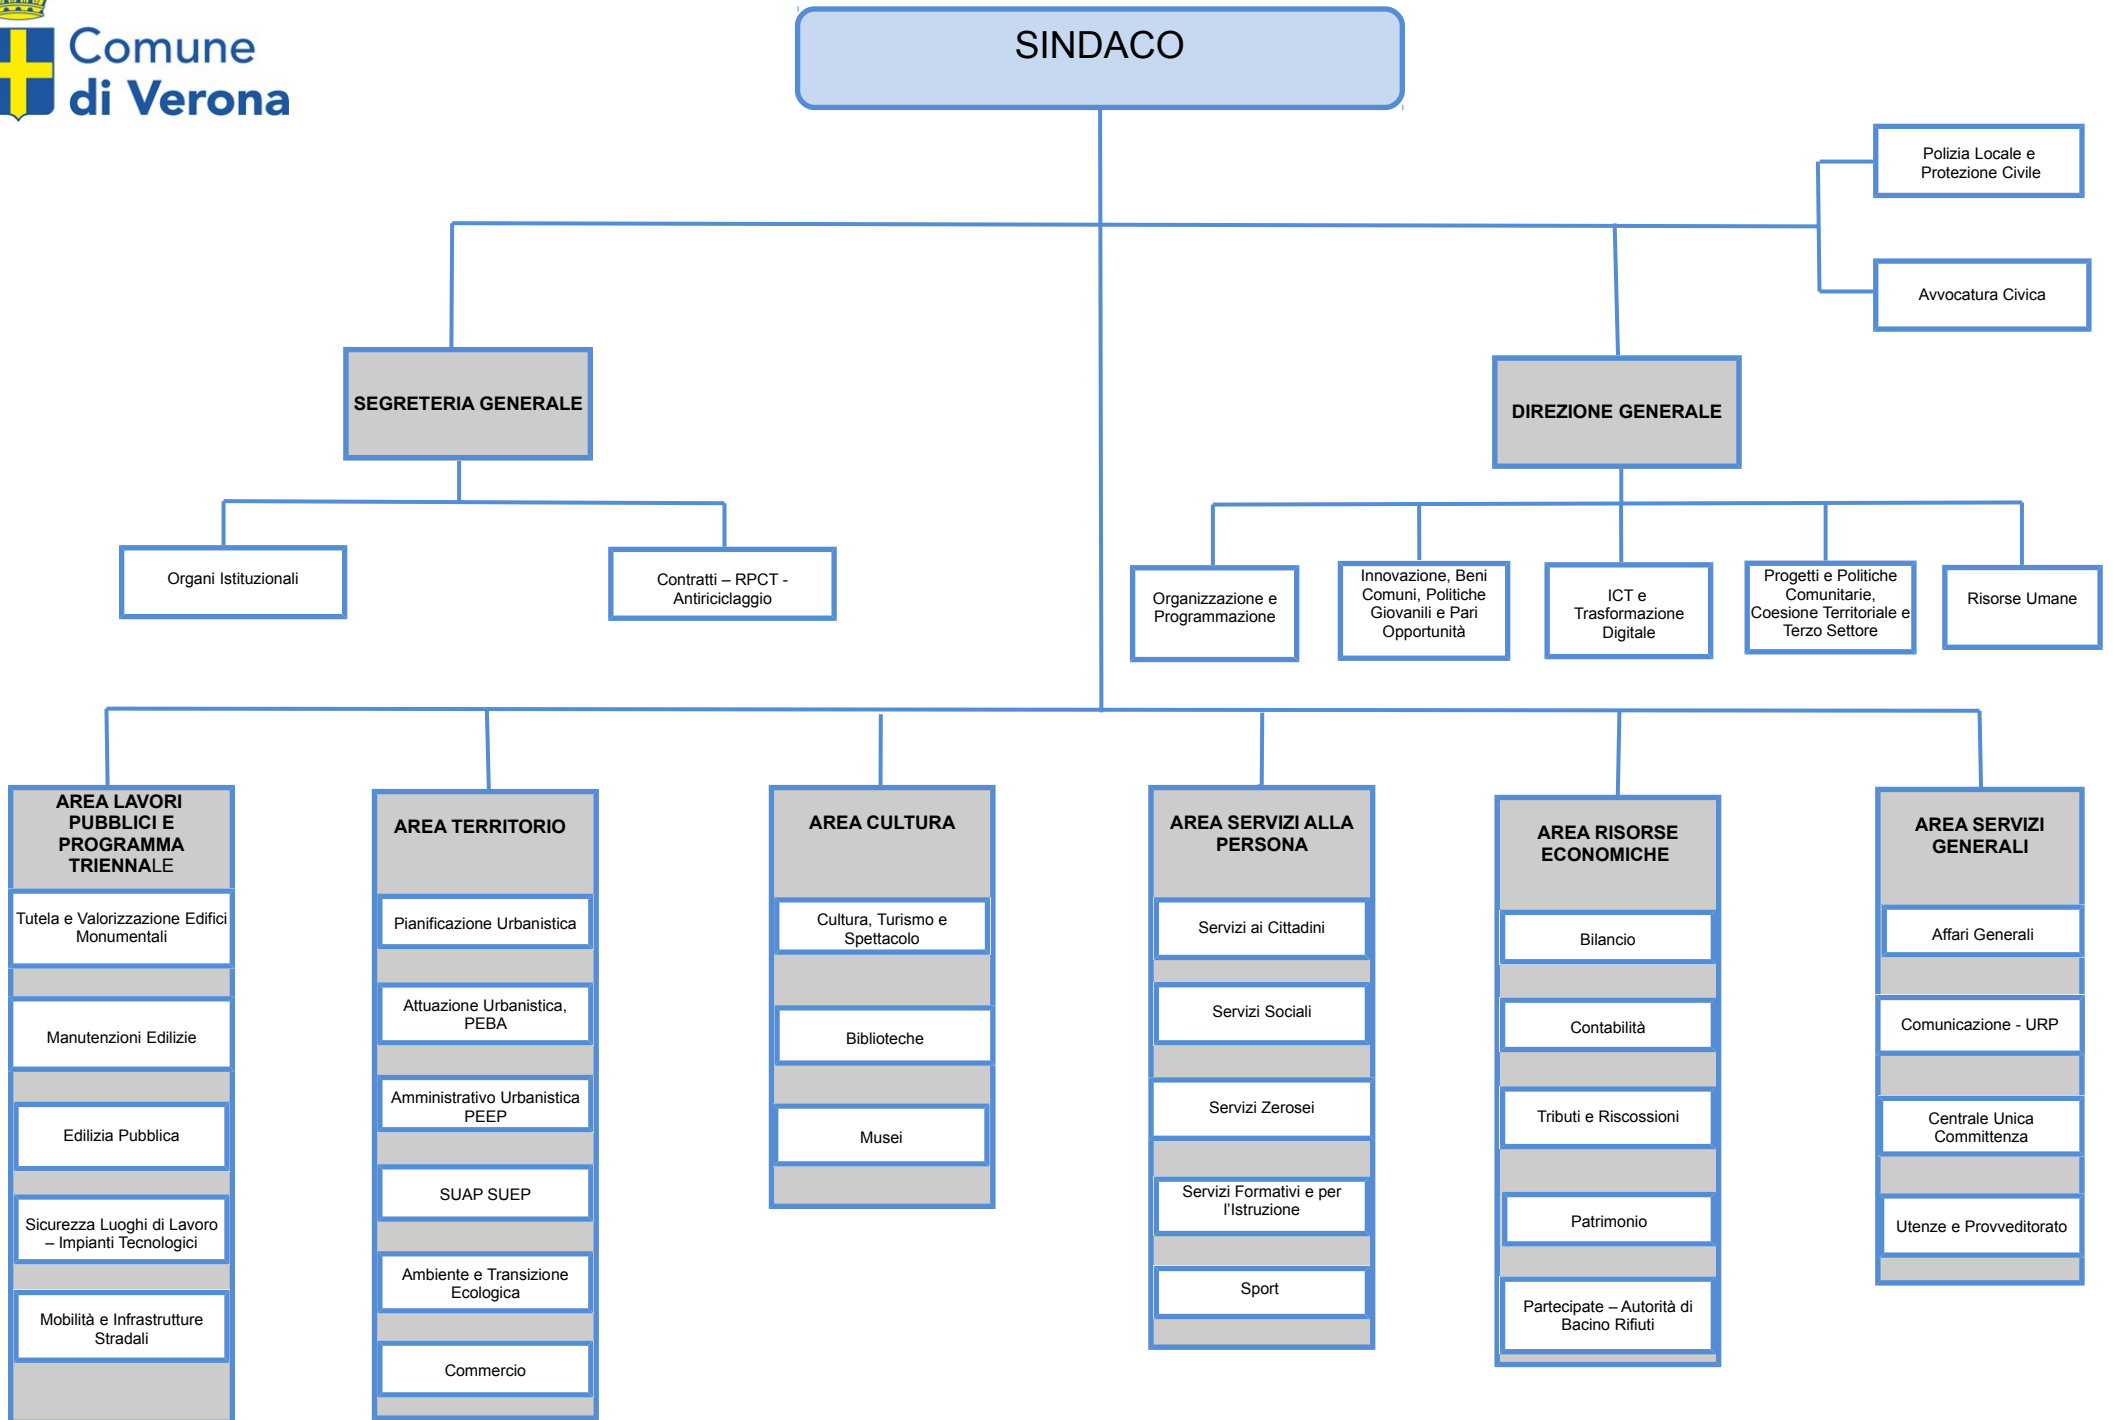 Comune
di Verona
SINDACO
Polizia Locale e
Protezione Civile
Avvocatura Civica
SEGRETERIA GENERALE
DIREZIONE GENERALE
Organi Istituzionali
Contratti – RPCT -
Antiriciclaggio
Organizzazione e
Programmazione
Innovazione, Beni
Comuni, Politiche
Giovanili e Pari
Opportunità
ICT e
Trasformazione
Digitale
Progetti e Politiche
Comunitarie,
Coesione Territoriale e
Terzo Settore
Risorse Umane
AREA LAVORI
PUBBLICI E
PROGRAMMA
TRIENNALE
Tutela e Valorizzazione Edifici
Monumentali
Manutenzioni Edilizie
Edilizia Pubblica
Sicurezza Luoghi di Lavoro
– Impianti Tecnologici
Mobilità e Infrastrutture
Stradali
AREA TERRITORIO
Pianificazione Urbanistica
Attuazione Urbanistica,
PEBA
Amministrativo Urbanistica
PEEP
SUAP SUEP
Ambiente e Transizione
Ecologica
Commercio
AREA CULTURA
Cultura, Turismo e
Spettacolo
Biblioteche
Musei
AREA SERVIZI ALLA
PERSONA
Servizi ai Cittadini
Servizi Sociali
Servizi Zerosei
Servizi Formativi e per
l'Istruzione
Sport
AREA RISORSE
ECONOMICHE
Bilancio
Contabilità
Tributi e Riscossioni
Patrimonio
Partecipate – Autorità di
Bacino Rifiuti
AREA SERVIZI
GENERALI
Affari Generali
Comunicazione - URP
Centrale Unica
Committenza
Utenze e Provveditorato